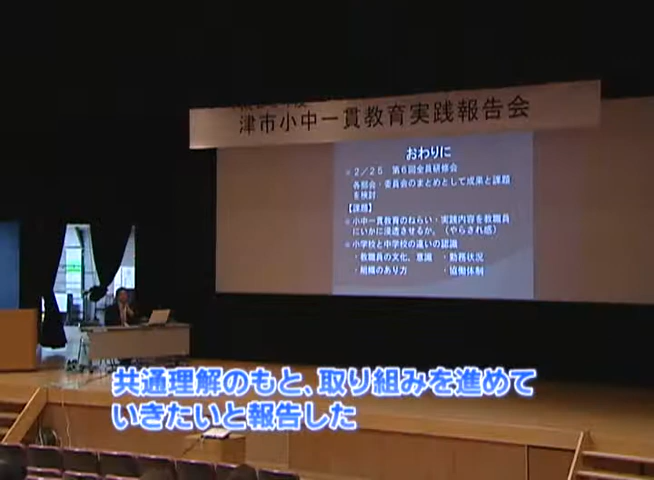 津市小中一貫教育実践報告会
おわりに
２／２５　第６回全員研修会
各部会・委員会のまとめとして成果と課題
を検討
【課題】
小中一貫教育のねらい・実践内容を教職員
にいかに浸透させるか。（やらされ感）
小学校と中学校の違いの認識
・教職員の文化、意識　・勤務状況
・組織のあり方　・協働体制
共通理解のもと、取り組みを進めて
いきたいと報告した